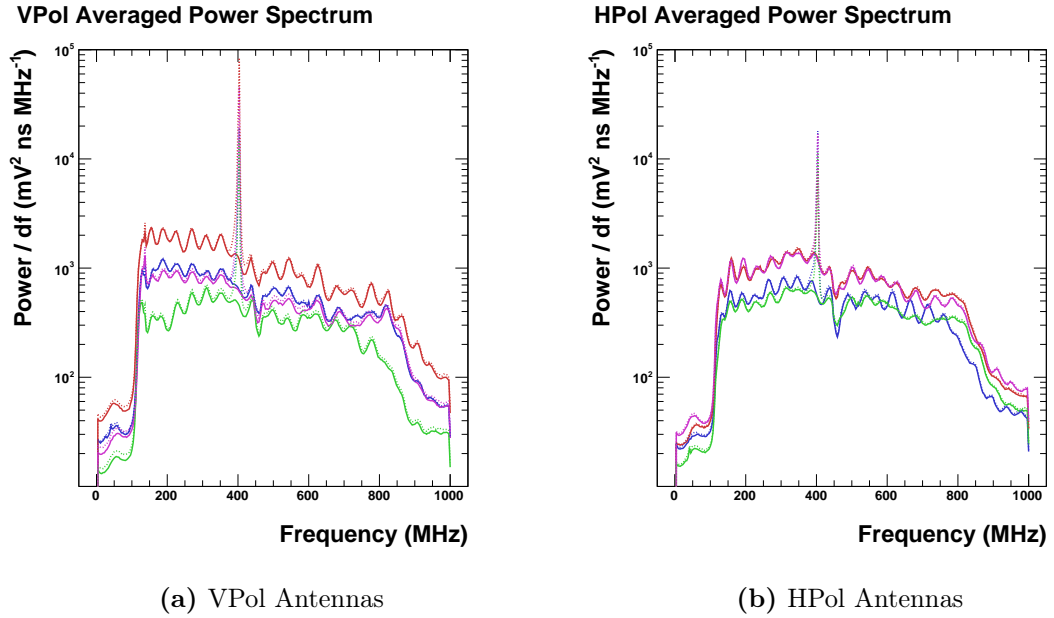 VPol Averaged Power Spectrum
Power / df (mV² ns MHz⁻¹)
10⁵
10⁴
10³
10²
0 200 400 600 800 1000
Frequency (MHz)
(a) VPol Antennas
HPol Averaged Power Spectrum
Power / df (mV² ns MHz⁻¹)
10⁵
10⁴
10³
10²
0 200 400 600 800 1000
Frequency (MHz)
(b) HPol Antennas